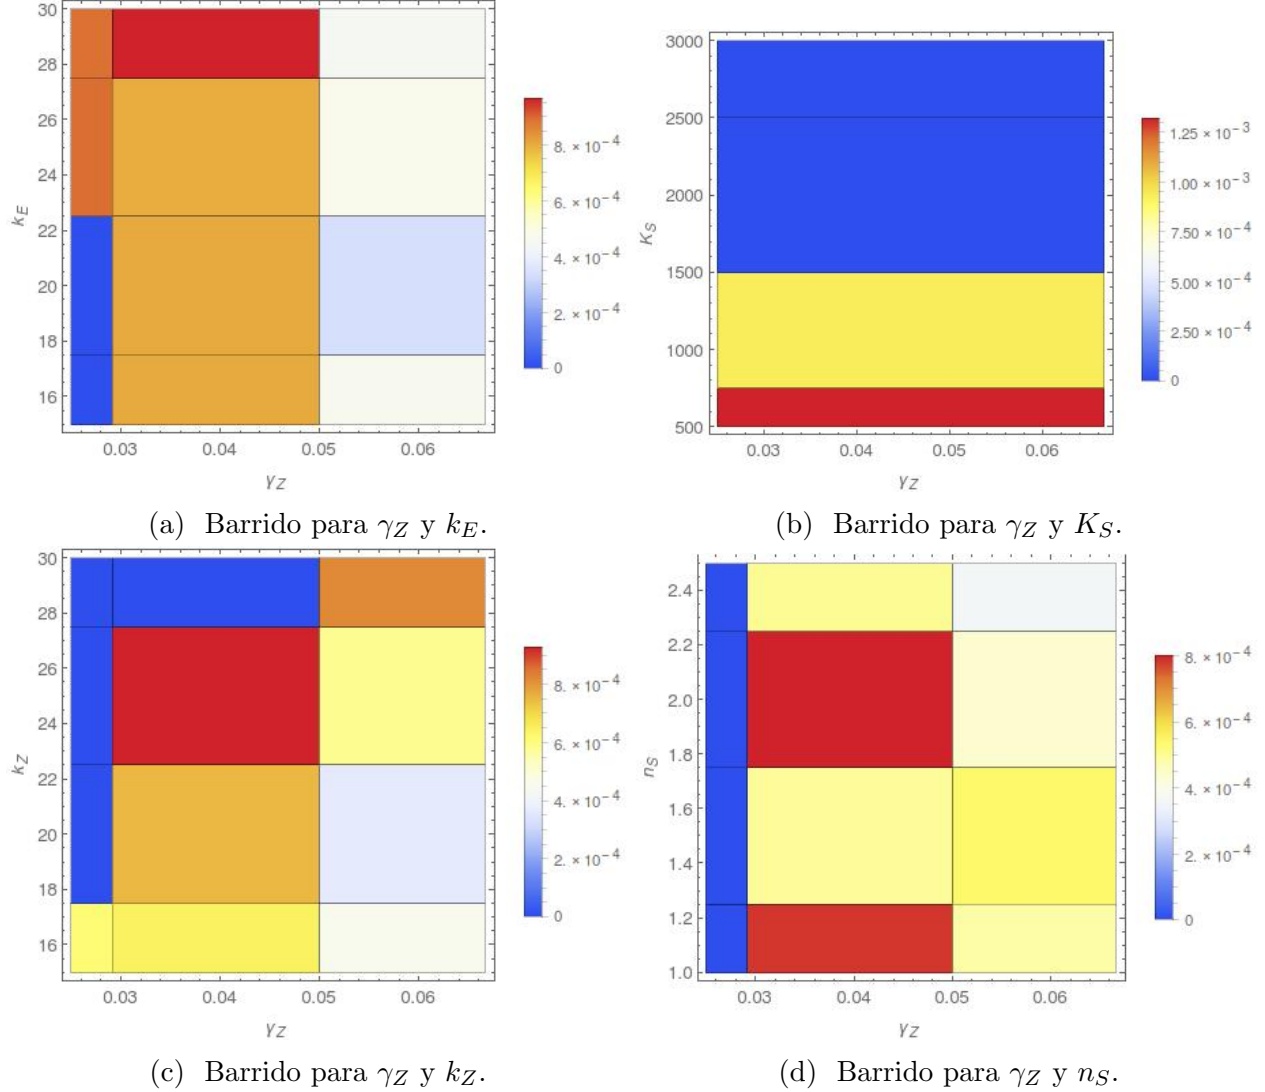 30
28
26
24
22
20
18
16
k_E
0.03 0.04 0.05 0.06
γ_Z
8. × 10⁻⁴
6. × 10⁻⁴
4. × 10⁻⁴
2. × 10⁻⁴
0
3000
2500
2000
1500
1000
500
K_S
0.03 0.04 0.05 0.06
γ_Z
1.25 × 10⁻³
1.00 × 10⁻³
7.50 × 10⁻⁴
5.00 × 10⁻⁴
2.50 × 10⁻⁴
0
(a) Barrido para γ_Z y k_E.
(b) Barrido para γ_Z y K_S.
30
28
26
24
22
20
18
16
k_Z
0.03 0.04 0.05 0.06
γ_Z
8. × 10⁻⁴
6. × 10⁻⁴
4. × 10⁻⁴
2. × 10⁻⁴
0
2.4
2.2
2.0
1.8
1.6
1.4
1.2
1.0
n_S
0.03 0.04 0.05 0.06
γ_Z
8. × 10⁻⁴
6. × 10⁻⁴
4. × 10⁻⁴
2. × 10⁻⁴
0
(c) Barrido para γ_Z y k_Z.
(d) Barrido para γ_Z y n_S.